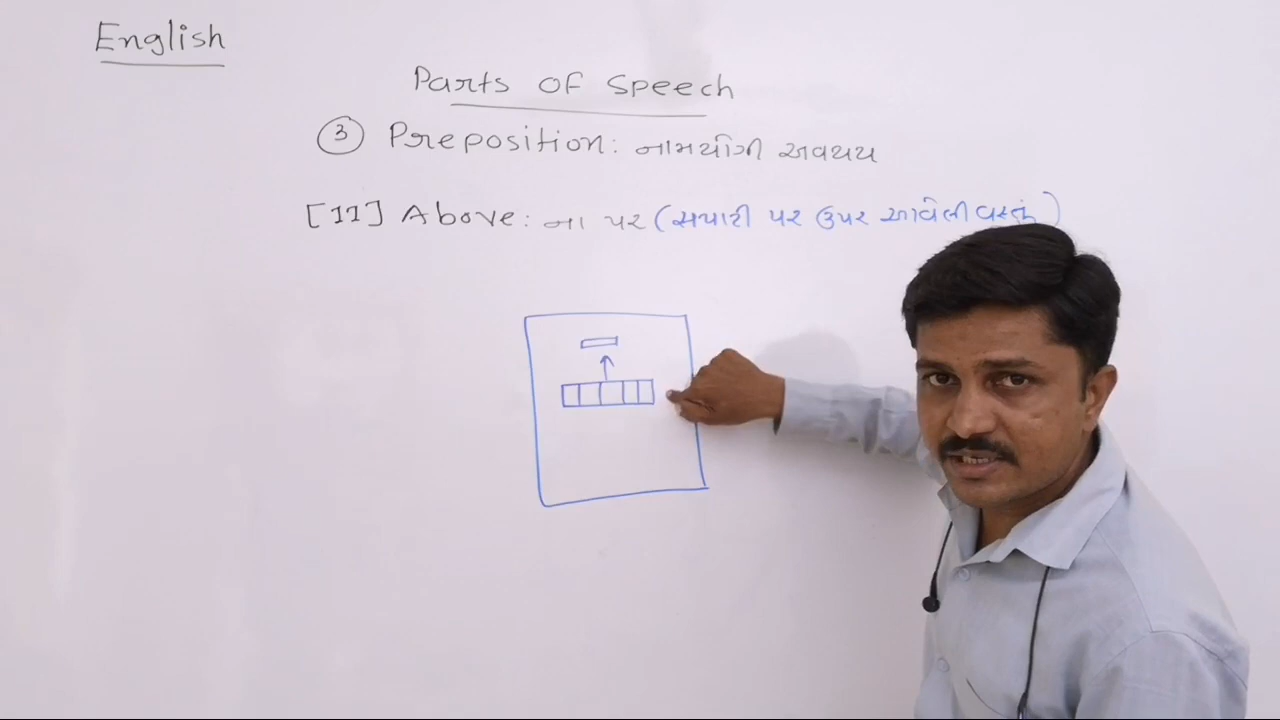 English
Parts OF Speech
3 Preposition: નામયોગી અવયય
[11] Above: ના પર (સપાટી પર ઉપર આવેલી વસ્તું)